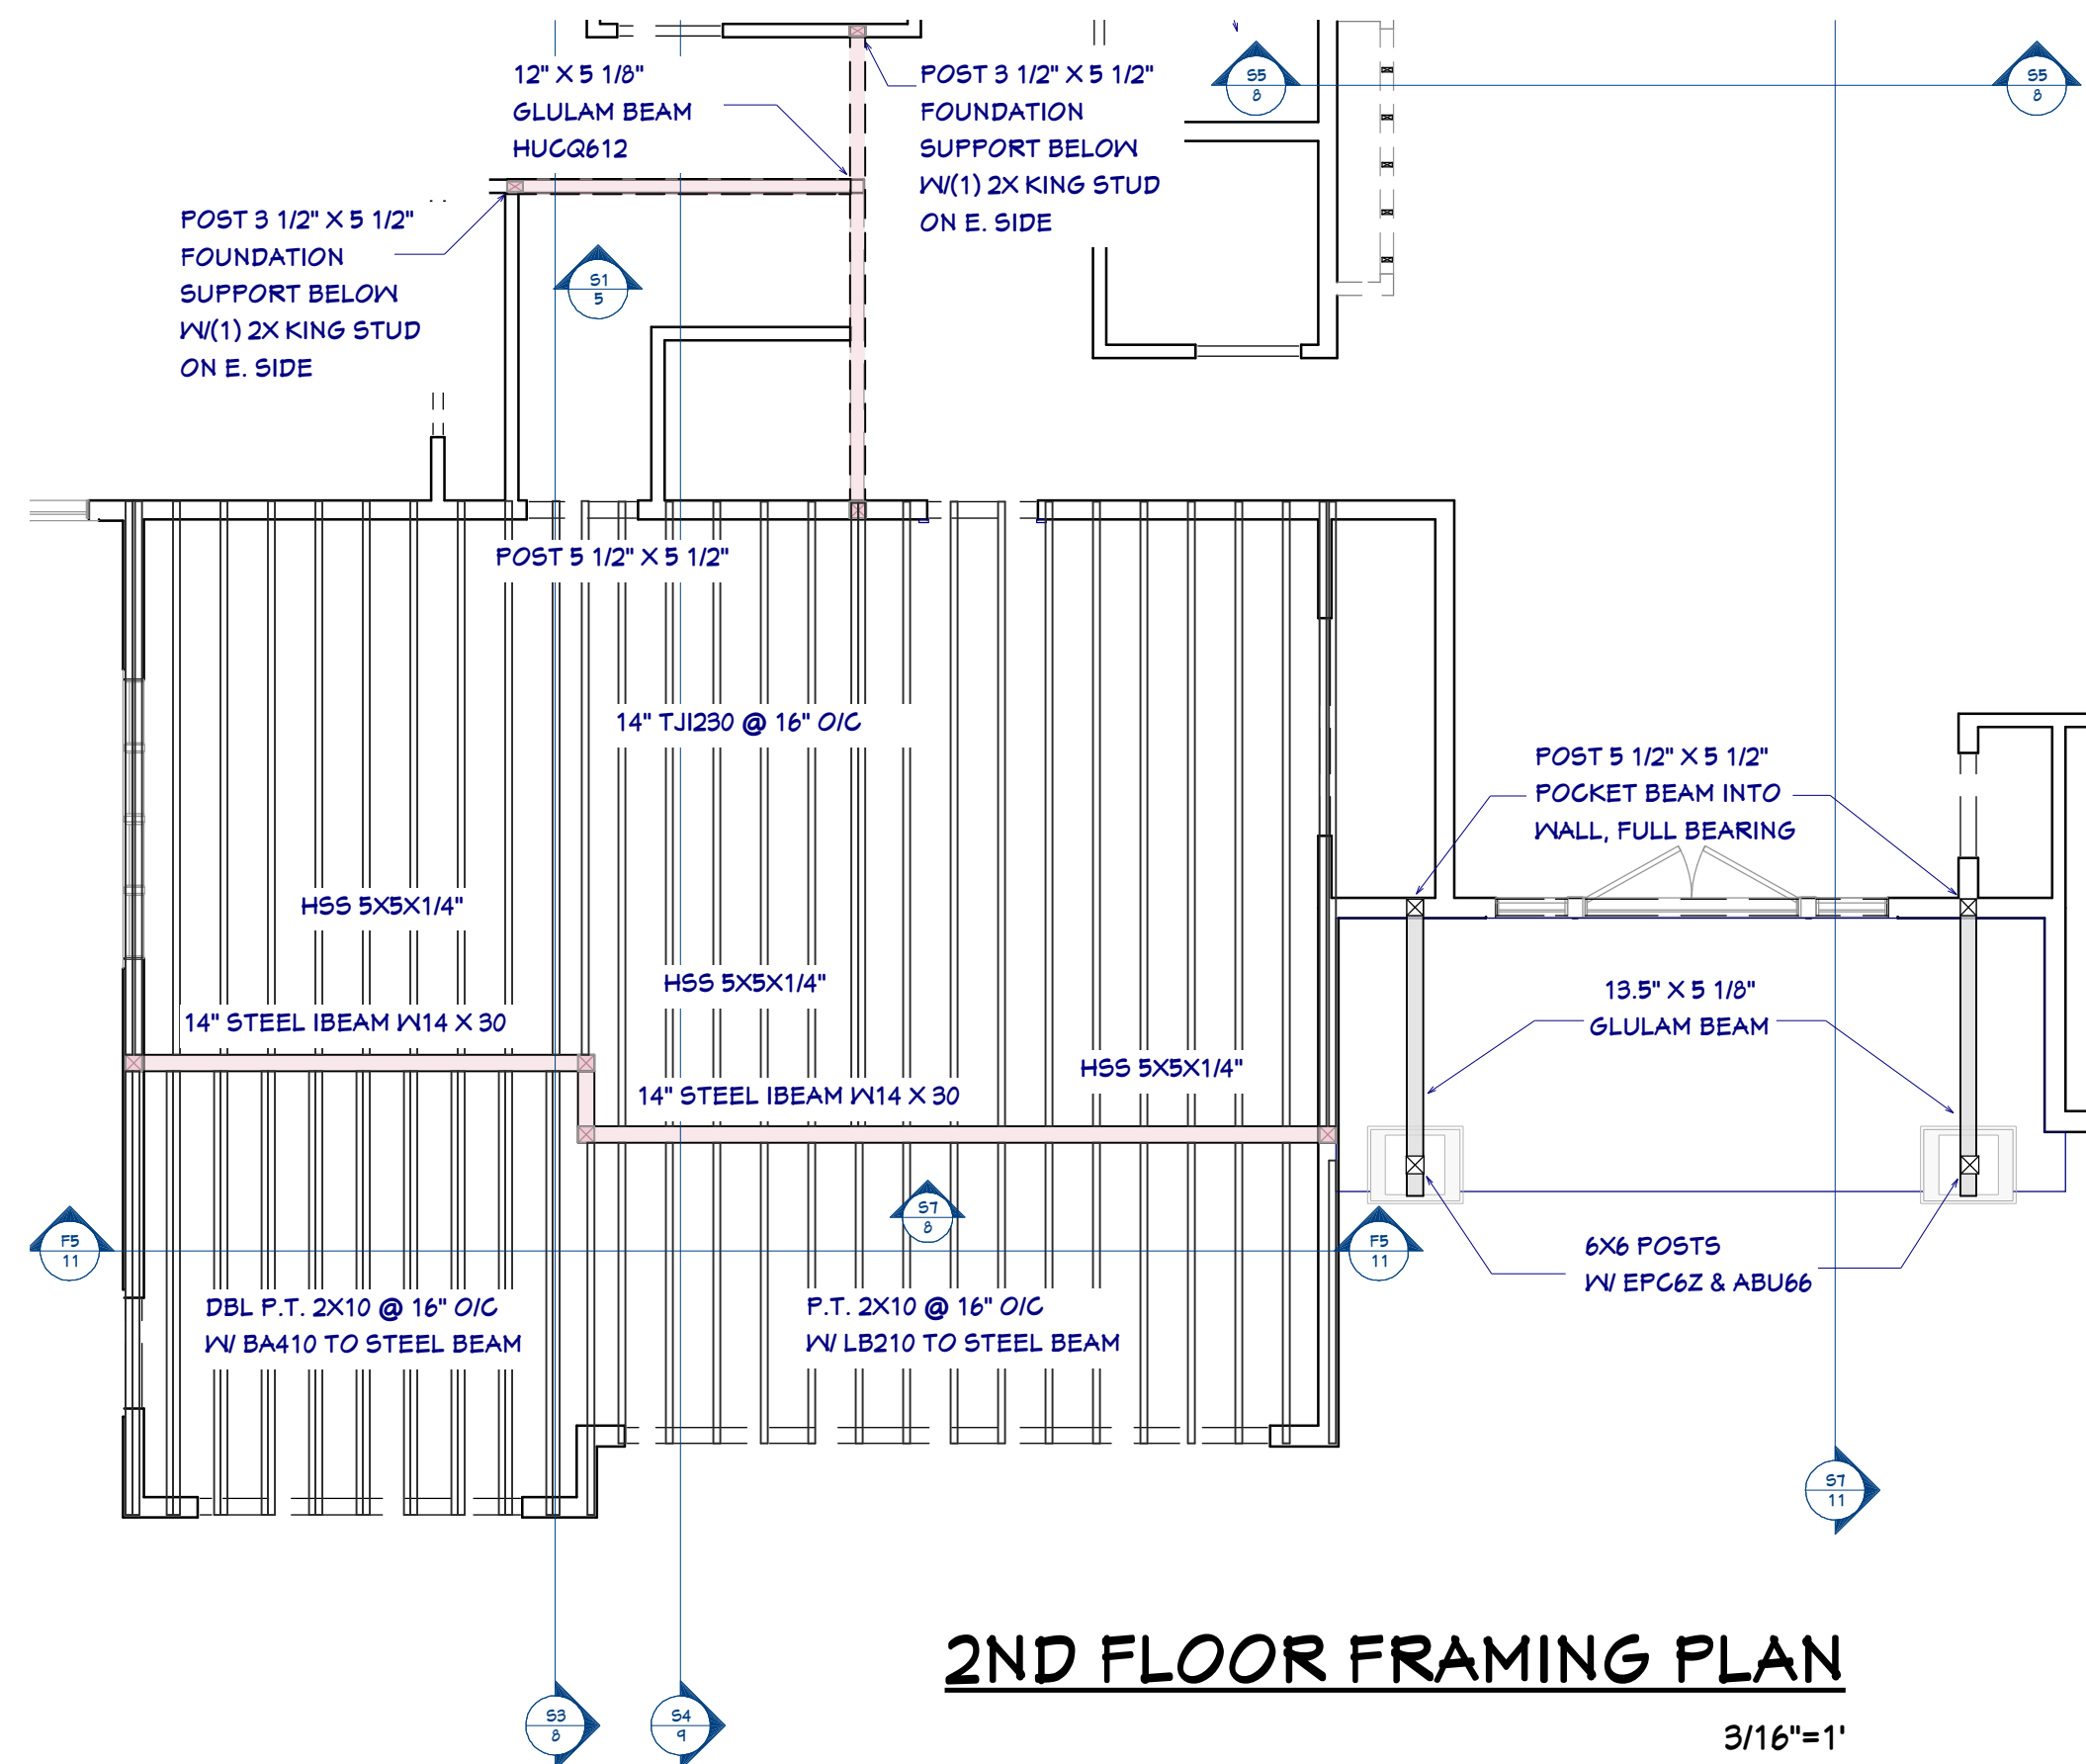 12" X 5 1/8"
GLULAM BEAM
HUCQ612
POST 3 1/2" X 5 1/2"
FOUNDATION
SUPPORT BELOW
W/(1) 2X KING STUD
ON E. SIDE
S5
8
S5
8
POST 3 1/2" X 5 1/2"
FOUNDATION
SUPPORT BELOW
W/(1) 2X KING STUD
ON E. SIDE
S1
5
POST 5 1/2" X 5 1/2"
14" TJI230 @ 16" O/C
POST 5 1/2" X 5 1/2"
POCKET BEAM INTO
WALL, FULL BEARING
HSS 5X5X1/4"
HSS 5X5X1/4"
14" STEEL IBEAM W14 X 30
13.5" X 5 1/8"
GLULAM BEAM
HSS 5X5X1/4"
14" STEEL IBEAM W14 X 30
S7
8
F5
11
F5
11
6X6 POSTS
W/ EPC6Z & ABU66
DBL P.T. 2X10 @ 16" O/C
W/ BA410 TO STEEL BEAM
P.T. 2X10 @ 16" O/C
W/ LB210 TO STEEL BEAM
S7
11
2ND FLOOR FRAMING PLAN
3/16"=1'
S3
8
S4
9